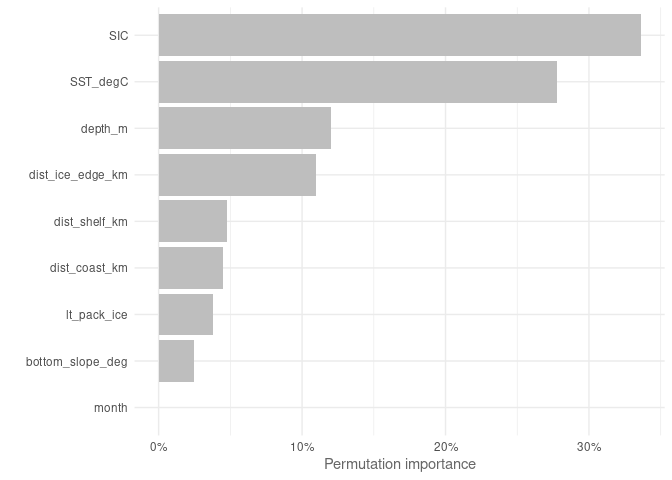 SIC
SST_degC
depth_m
dist_ice_edge_km
dist_shelf_km
dist_coast_km
lt_pack_ice
bottom_slope_deg
month
0% 10% 20% 30%
Permutation importance